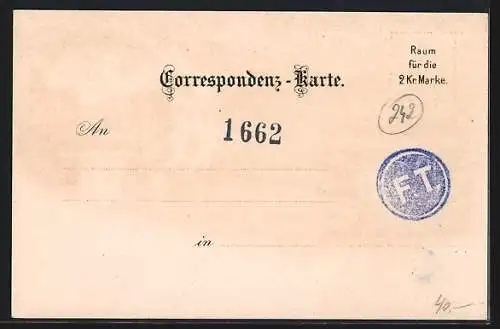 Raum
für die
2 Kr. Marke.
Correspondenz-Karte.
242
An
1662
F T.
in
40.—